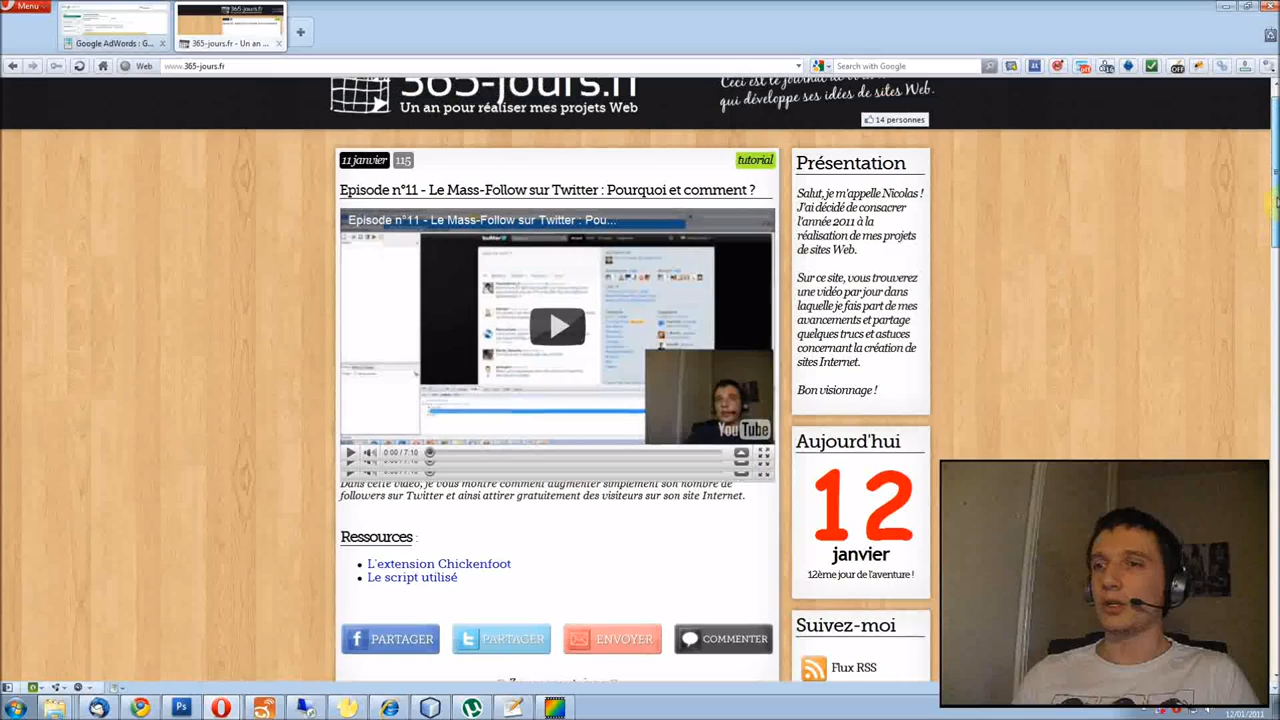 Menu
Google AdWords : G...
365-jours.fr - Un an ...
Web
www.365-jours.fr
Search with Google
365-jours.fr
Un an pour réaliser mes projets Web
Ceci est le journal
qui développe ses idées de sites Web.
14 personnes
11 janvier 115
tutorial
Episode n°11 - Le Mass-Follow sur Twitter : Pourquoi et comment ?
Episode n°11 - Le Mass-Follow sur Twitter : Pou...
YouTube
0:00 / 7:10
Dans cette vidéo, je vous montre comment augmenter simplement son nombre de
followers sur Twitter et ainsi attirer gratuitement des visiteurs sur son site Internet.
Ressources :
L'extension Chickenfoot
Le script utilisé
PARTAGER
PARTAGER
ENVOYER
COMMENTER
Présentation
Salut, je m'appelle Nicolas !
J'ai décidé de consacrer
l'année 2011 à la
réalisation de mes projets
de sites Web.
Sur ce site, vous trouverez
une vidéo par jour dans
laquelle je fais part de mes
avancements et partage
quelques trucs et astuces
concernant la création de
sites Internet.
Bon visionnage !
Aujourd'hui
12
janvier
12ème jour de l'aventure !
Suivez-moi
Flux RSS
12/01/2011